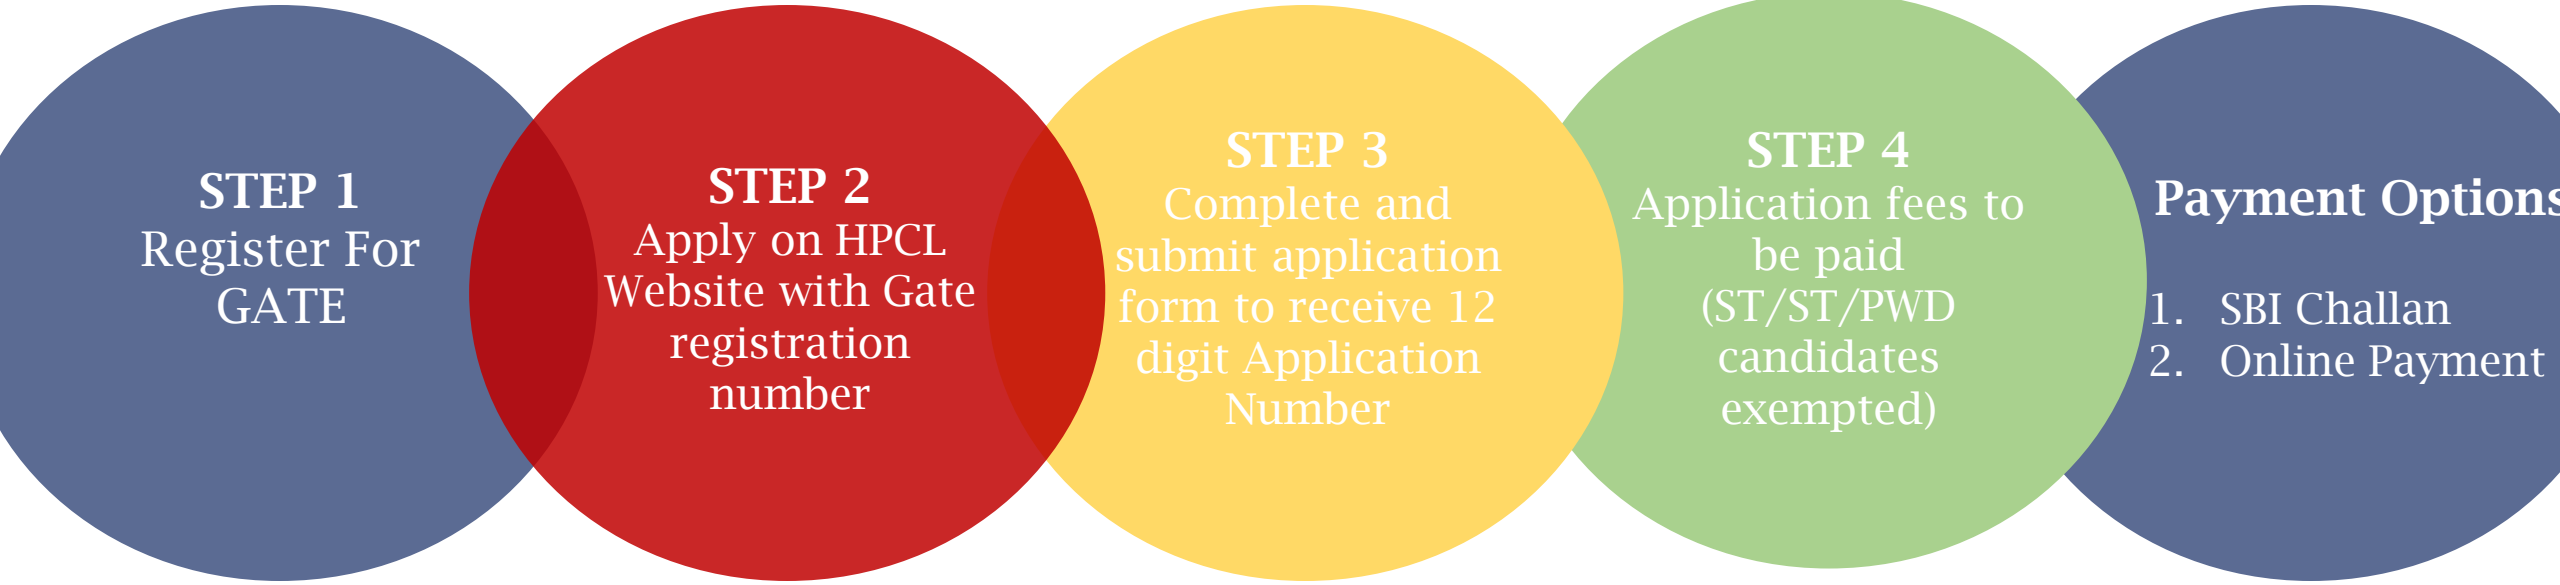 STEP 1
Register For
GATE
STEP 2
Apply on HPCL
Website with Gate
registration
number
STEP 3
Complete and
submit application
form to receive 12
digit Application
Number
STEP 4
Application fees to
be paid
(ST/ST/PWD
candidates
exempted)
Payment Options
1. SBI Challan
2. Online Payment